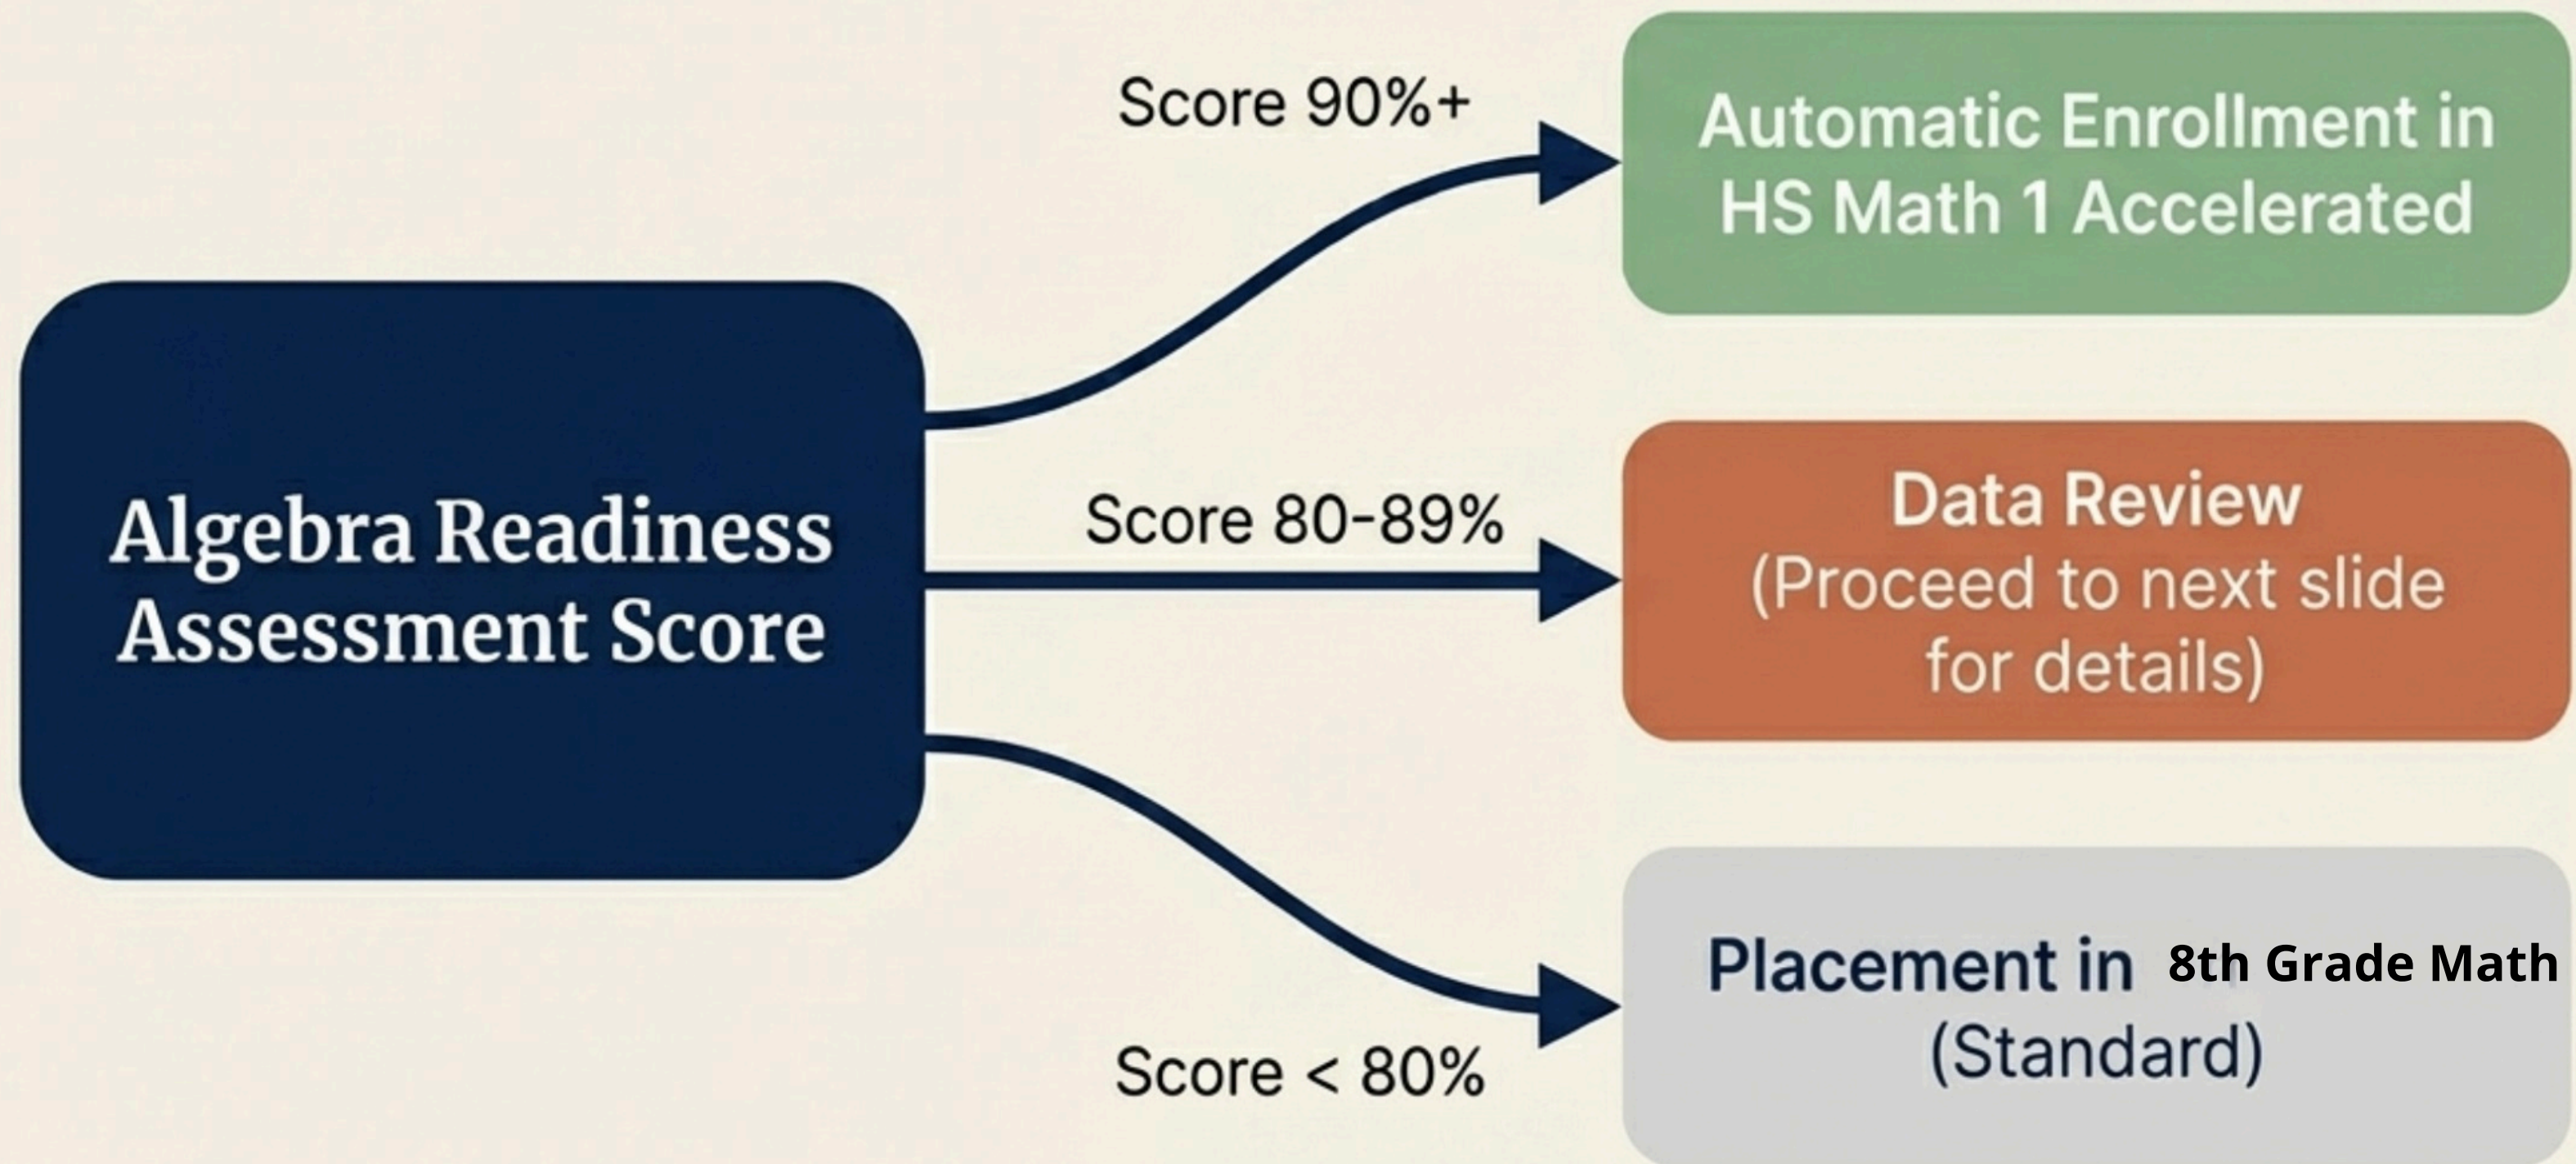 Algebra Readiness
Assessment Score
Score 90%+
Automatic Enrollment in
HS Math 1 Accelerated
Score 80-89%
Data Review
(Proceed to next slide
for details)
Score < 80%
Placement in 8th Grade Math
(Standard)